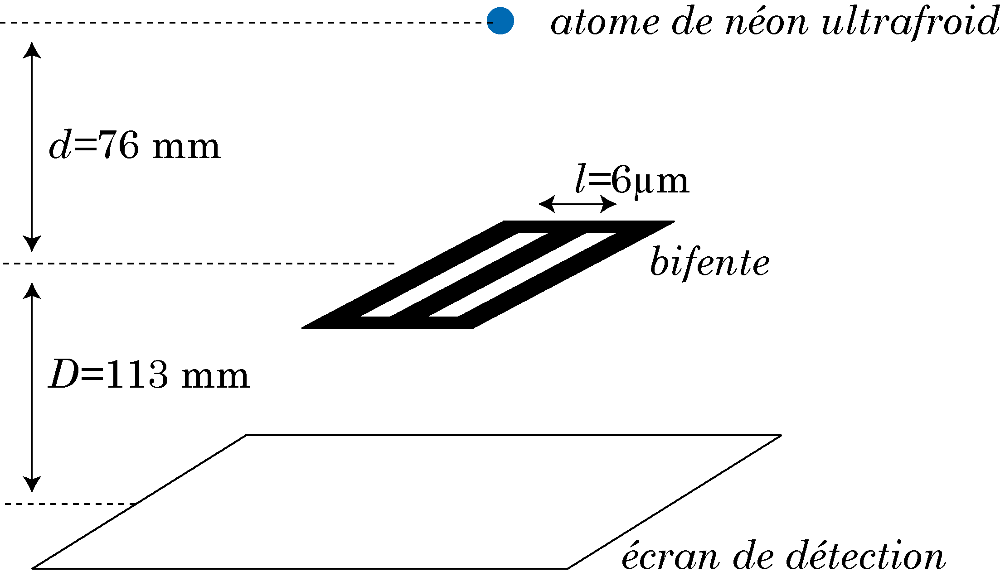 atome de néon ultrafroid
d=76 mm
l=6µm
bifente
D=113 mm
écran de détection